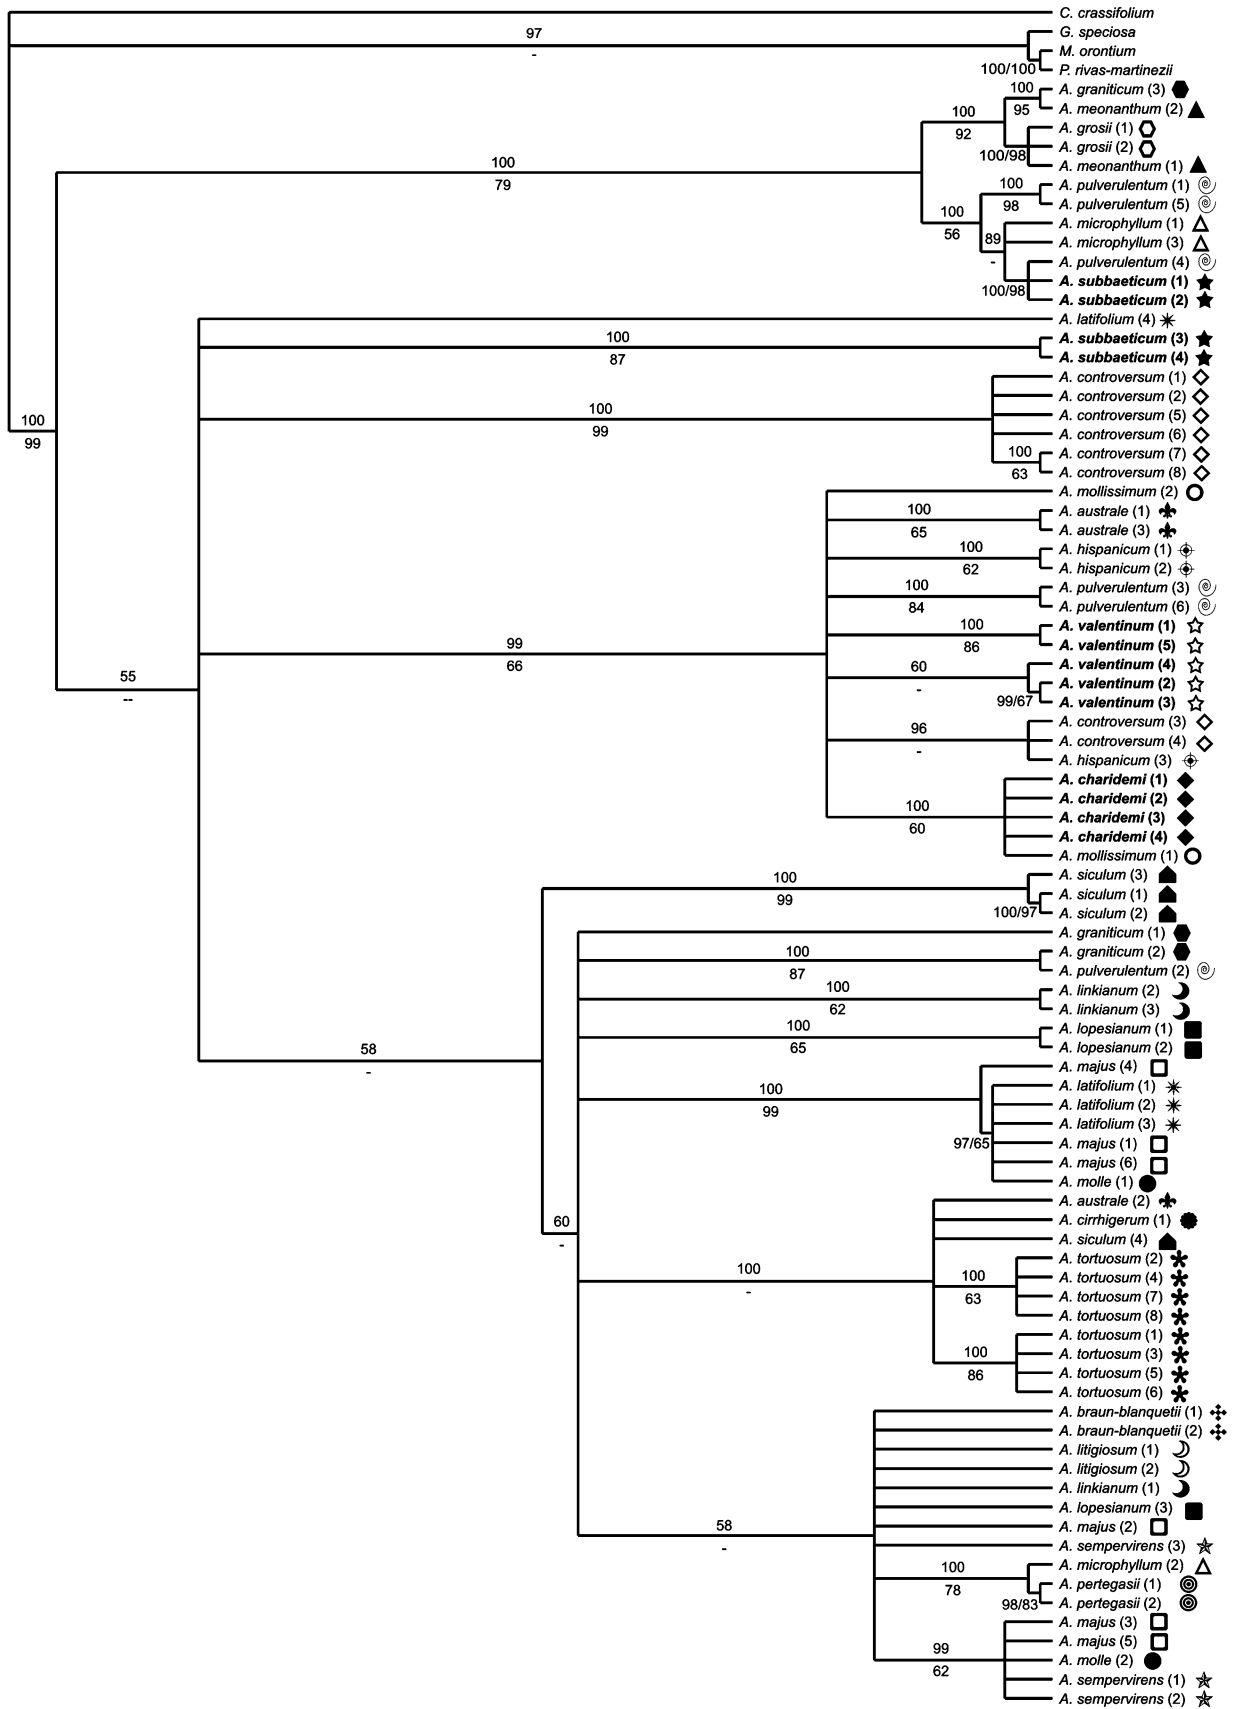 C. crassifolium
97
G. speciosa
-
M. orontium
100/100
P. rivas-martinezii
100
A. graniticum (3)
95
A. meonanthum (2)
100
92
A. grosii (1)
A. grosii (2)
100/98
A. meonanthum (1)
100
79
100
A. pulverulentum (1)
98
A. pulverulentum (5)
100
56
A. microphyllum (1)
89
A. microphyllum (3)
-
A. pulverulentum (4)
A. subbaeticum (1)
100/98
A. subbaeticum (2)
A. latifolium (4)
100
A. subbaeticum (3)
87
A. subbaeticum (4)
A. controversum (1)
A. controversum (2)
100
99
A. controversum (5)
100
99
A. controversum (6)
100
A. controversum (7)
63
A. controversum (8)
A. mollissimum (2)
100
A. australe (1)
65
A. australe (3)
100
A. hispanicum (1)
62
A. hispanicum (2)
100
A. pulverulentum (3)
84
A. pulverulentum (6)
100
A. valentinum (1)
86
A. valentinum (5)
99
66
60
A. valentinum (4)
-
A. valentinum (2)
99/67
A. valentinum (3)
55
--
96
A. controversum (3)
-
A. controversum (4)
A. hispanicum (3)
A. charidemi (1)
A. charidemi (2)
100
60
A. charidemi (3)
A. charidemi (4)
A. mollissimum (1)
100
99
A. siculum (3)
A. siculum (1)
100/97
A. siculum (2)
A. graniticum (1)
100
A. graniticum (2)
87
A. pulverulentum (2)
100
A. linkianum (2)
62
A. linkianum (3)
100
A. lopesianum (1)
65
A. lopesianum (2)
58
-
A. majus (4)
100
99
A. latifolium (1)
A. latifolium (2)
A. latifolium (3)
97/65
A. majus (1)
A. majus (6)
A. molle (1)
A. australe (2)
60
-
A. cirrhigerum (1)
A. siculum (4)
100
-
A. tortuosum (2)
100
A. tortuosum (4)
63
A. tortuosum (7)
A. tortuosum (8)
A. tortuosum (1)
100
A. tortuosum (3)
86
A. tortuosum (5)
A. tortuosum (6)
A. braun-blanquetii (1)
A. braun-blanquetii (2)
A. litigiosum (1)
A. litigiosum (2)
A. linkianum (1)
A. lopesianum (3)
58
-
A. majus (2)
A. sempervirens (3)
100
A. microphyllum (2)
78
A. pertegasii (1)
98/83
A. pertegasii (2)
A. majus (3)
99
A. majus (5)
62
A. molle (2)
A. sempervirens (1)
A. sempervirens (2)